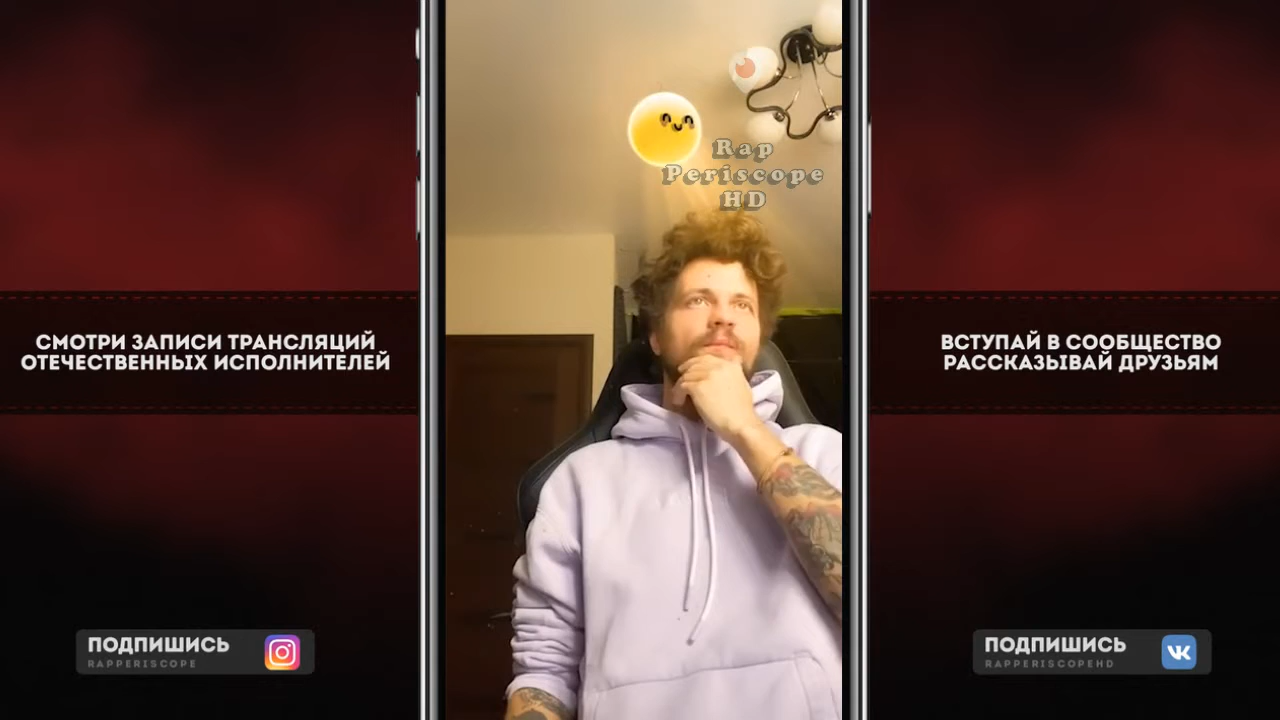 Rap
Periscope
HD
СМОТРИ ЗАПИСИ ТРАНСЛЯЦИЙ
ОТЕЧЕСТВЕННЫХ ИСПОЛНИТЕЛЕЙ
ВСТУПАЙ В СООБЩЕСТВО
РАССКАЗЫВАЙ ДРУЗЬЯМ
ПОДПИШИСЬ
RAPPERISCOPE
ПОДПИШИСЬ
RAPPERISCOPEHD